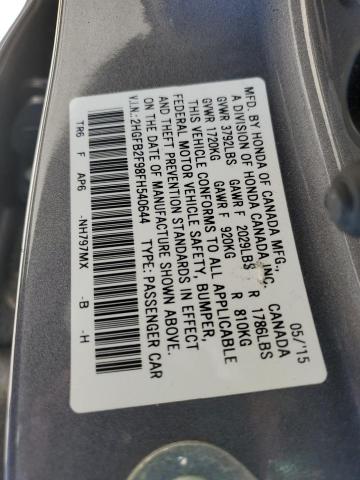 MFD. BY HONDA OF CANADA MFG., CANADA 05/'15
A DIVISION OF HONDA CANADA, INC.
GVWR 3792LBS GAWR F 2029LBS R 1786LBS
GVWR 1720KG GAWR F 920KG R 810KG
THIS VEHICLE CONFORMS TO ALL APPLICABLE
FEDERAL MOTOR VEHICLE SAFETY, BUMPER,
AND THEFT PREVENTION STANDARDS IN EFFECT
ON THE DATE OF MANUFACTURE SHOWN ABOVE.
V.I.N.:2HGFB2F98FH540644 TYPE:PASSENGER CAR
TR6 F AP6 -NH797MX -B -H